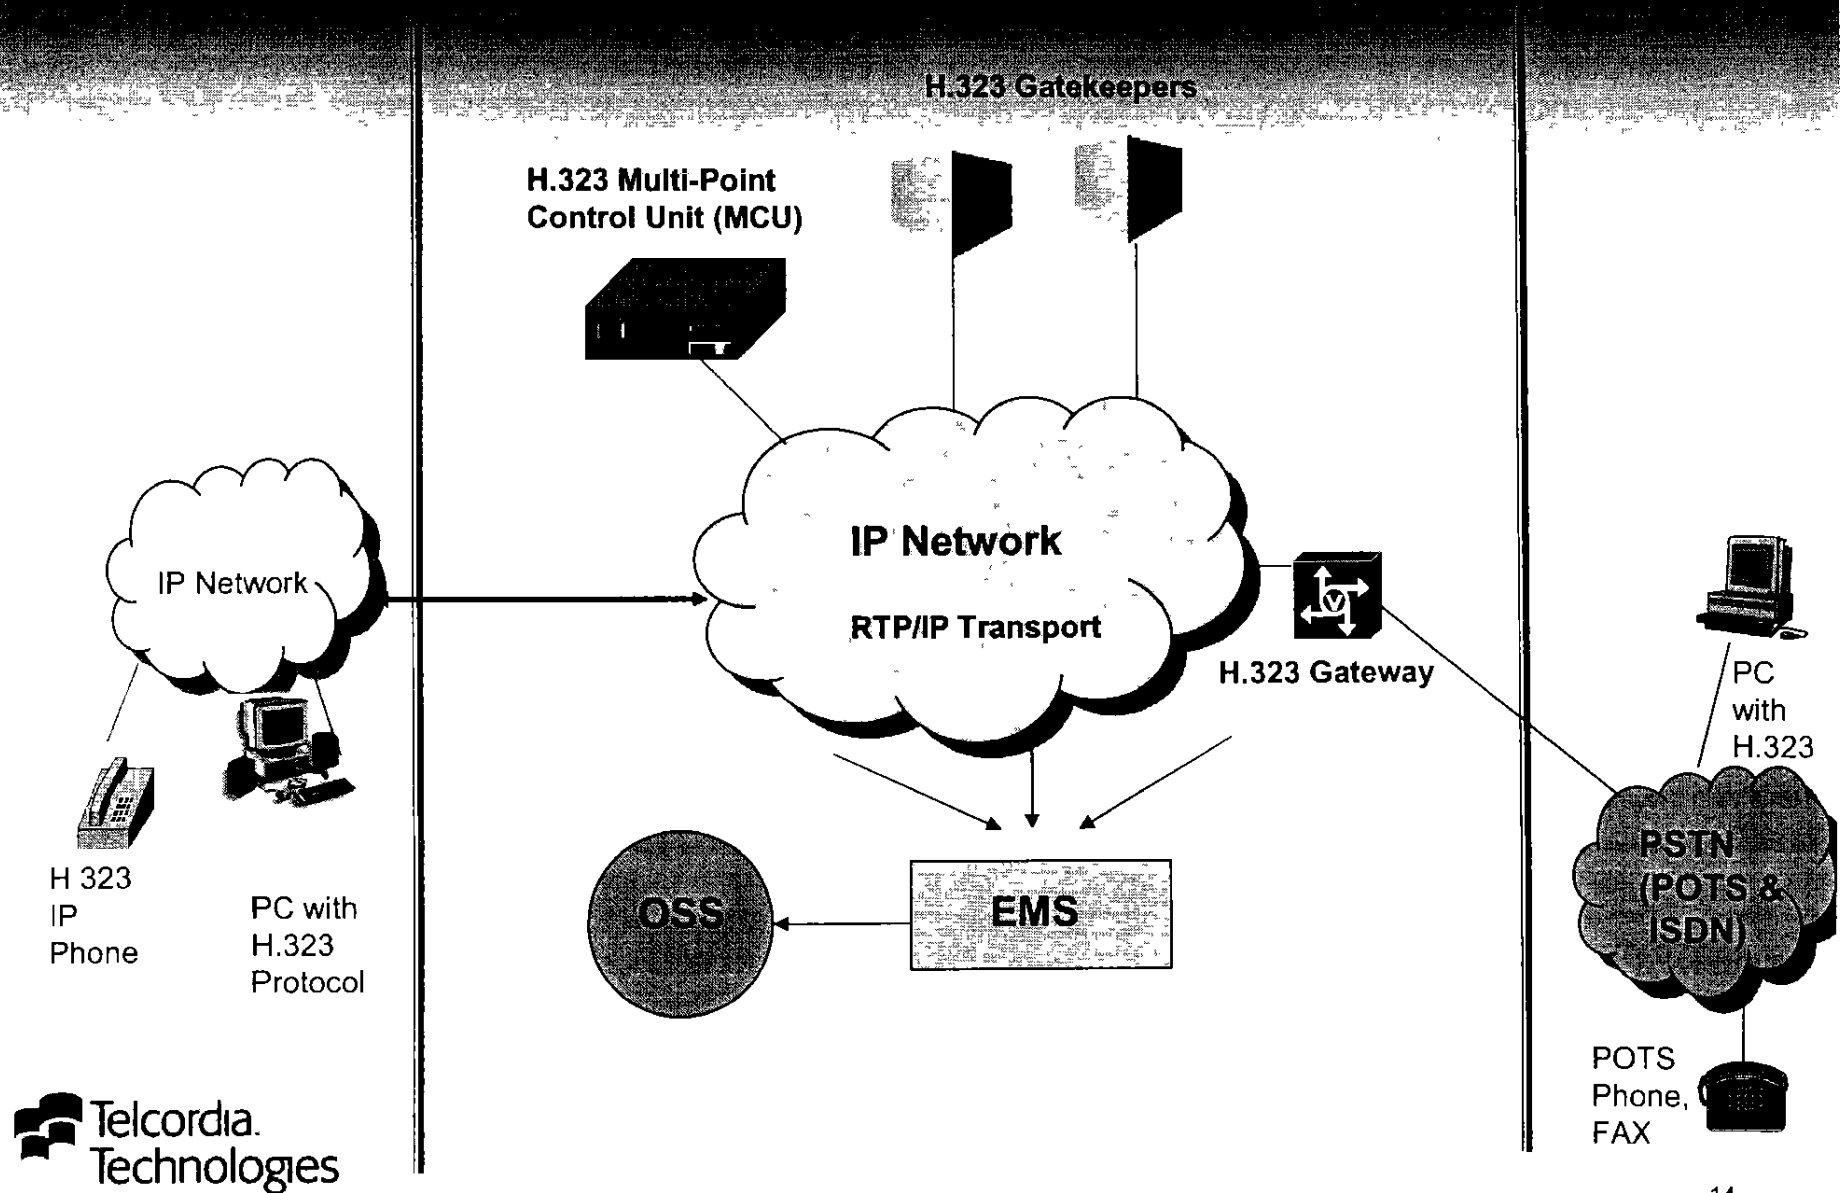 H.323 Gatekeepers
H.323 Multi-Point
Control Unit (MCU)
IP Network
RTP/IP Transport
IP Network
H.323 Gateway
PC
with
H.323
PSTN
(POTS &
ISDN)
H 323
IP
Phone
PC with
H.323
Protocol
OSS
EMS
POTS
Phone,
FAX
Telcordia.
Technologies
14